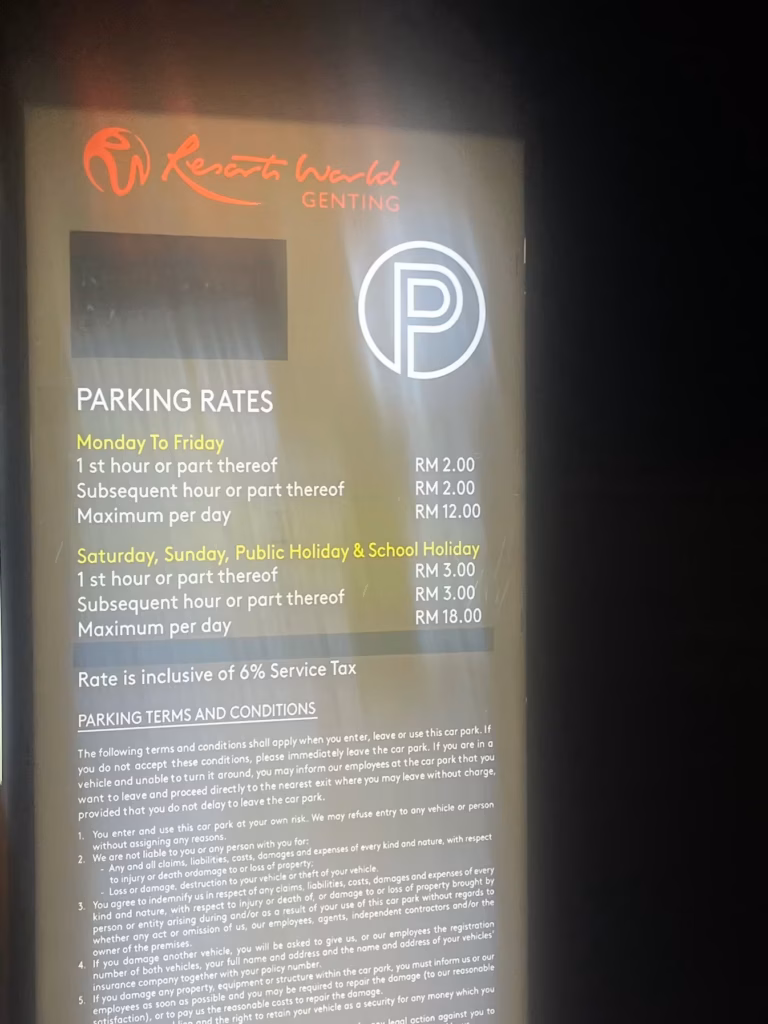 Resorts World
GENTING
P
PARKING RATES
Monday To Friday
1 st hour or part thereof RM 2.00
Subsequent hour or part thereof RM 2.00
Maximum per day RM 12.00
Saturday, Sunday, Public Holiday & School Holiday
1 st hour or part thereof RM 3.00
Subsequent hour or part thereof RM 3.00
Maximum per day RM 18.00
Rate is inclusive of 6% Service Tax
PARKING TERMS AND CONDITIONS
The following terms and conditions shall apply when you enter, leave or use this car park. If
you do not accept these conditions, please immediately leave the car park. If you are in a
vehicle and unable to turn it around, you may inform our employees at the car park that you
want to leave and proceed directly to the nearest exit where you may leave without charge,
provided that you do not delay to leave the car park.
1. You enter and use this car park at your own risk. We may refuse entry to any vehicle or person
without assigning any reasons.
2. We are not liable to you or any person with you for:
- Any and all claims, liabilities, costs, damages and expenses of every kind and nature, with respect
to injury or death ordamage to or loss of property;
- Loss or damage, destruction to your vehicle or theft of your vehicle.
3. You agree to indemnify us in respect of any claims, liabilities, costs, damages and expenses of every
kind and nature, with respect to injury or death of, or damage to or loss of property brought by
person or entity arising during and/or as a result of your use of this car park without regards to
whether any act or omission of us, our employees, agents, independent contractors and/or the
owner of the premises.
4. If you damage another vehicle, you will be asked to give us, or our employees the registration
number of both vehicles, your full name and address and the name and address of your vehicles'
insurance company together with your policy number.
5. If you damage any property, equipment or structure within the car park, you must inform us or our
employees as soon as possible and you may be required to repair the damage (to our reasonable
satisfaction), or to pay us the reasonable costs to repair the damage.
and the right to retain your vehicle as a security for any money which you
legal action against you to